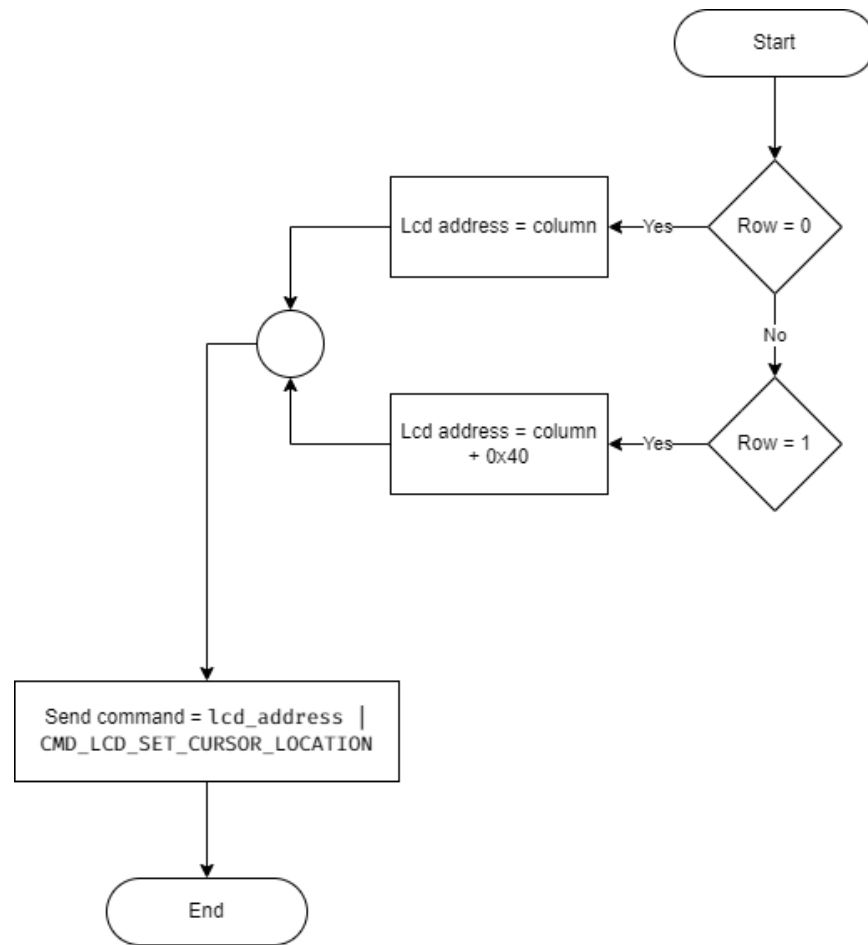 Start
Row = 0
Yes
Lcd address = column
No
Row = 1
Yes
Lcd address = column
+ 0x40
Send command = lcd_address |
CMD_LCD_SET_CURSOR_LOCATION
End